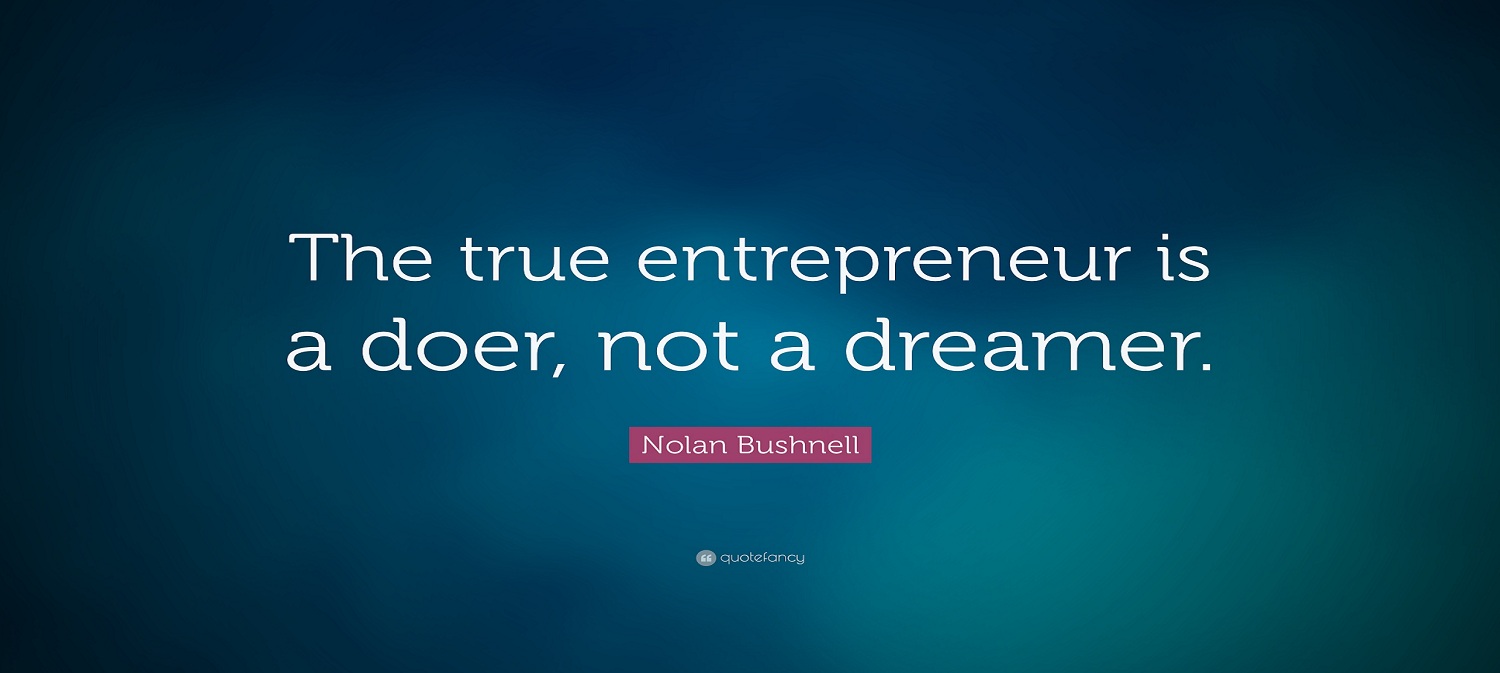 The true entrepreneur is
a doer, not a dreamer.
Nolan Bushnell
quotefancy